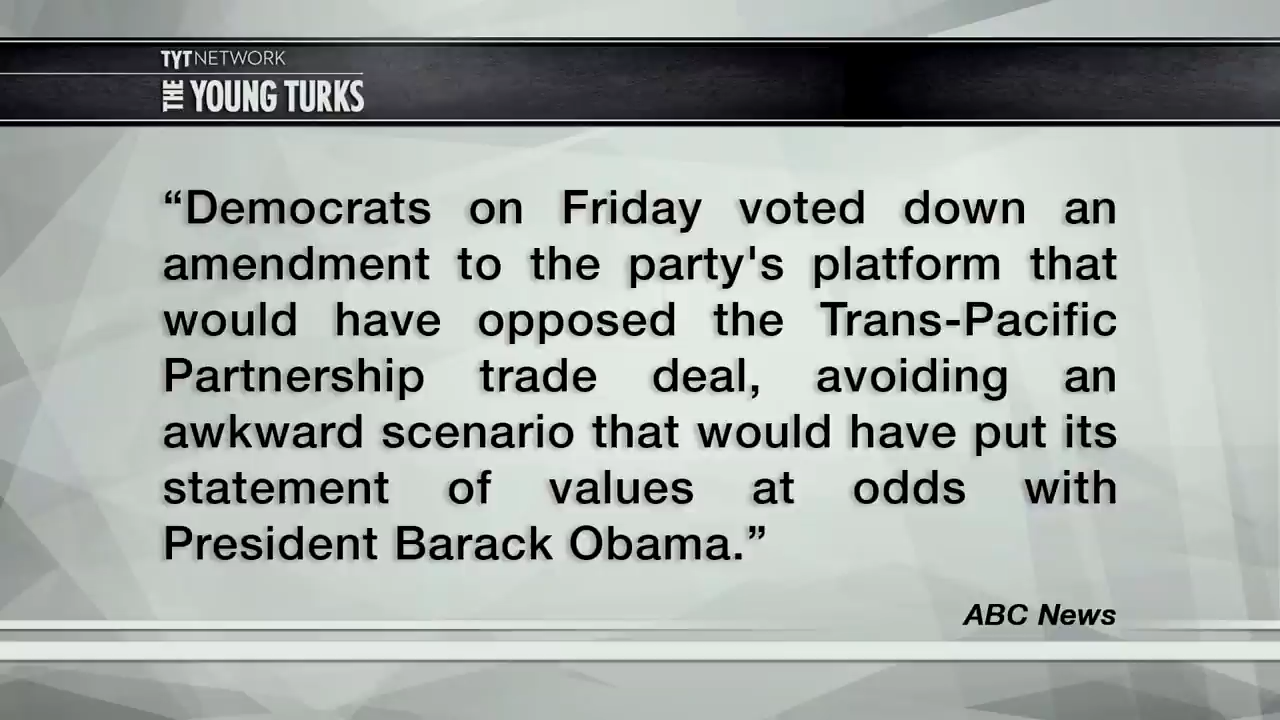 TYT NETWORK
THE YOUNG TURKS
“Democrats on Friday voted down an
amendment to the party's platform that
would have opposed the Trans-Pacific
Partnership trade deal, avoiding an
awkward scenario that would have put its
statement of values at odds with
President Barack Obama.”
ABC News